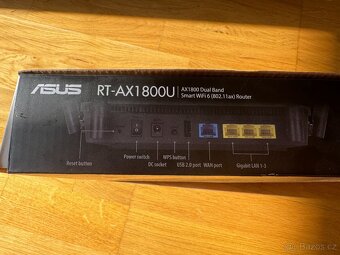 ASUS RT-AX1800U
AX1800 Dual Band
Smart WiFi 6 (802.11ax) Router
Reset button
Power switch
DC socket
WPS button
USB 2.0 port
WAN port
Gigabit LAN 1-3